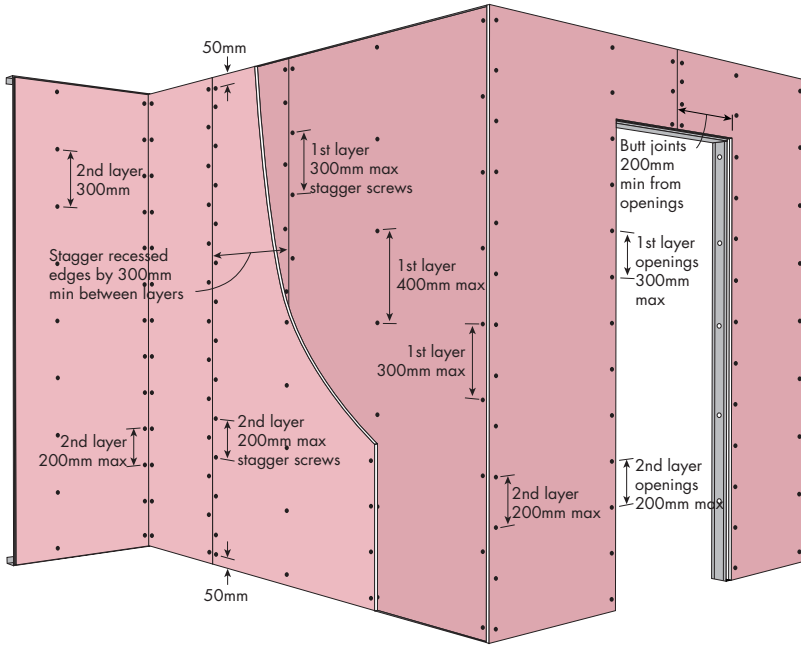 50mm
2nd layer
300mm
1st layer
300mm max
stagger screws
Butt joints
200mm
min from
openings
Stagger recessed
edges by 300mm
min between layers
1st layer
400mm max
1st layer
openings
300mm
max
1st layer
300mm max
2nd layer
200mm max
2nd layer
200mm max
stagger screws
2nd layer
200mm max
2nd layer
openings
200mm max
50mm